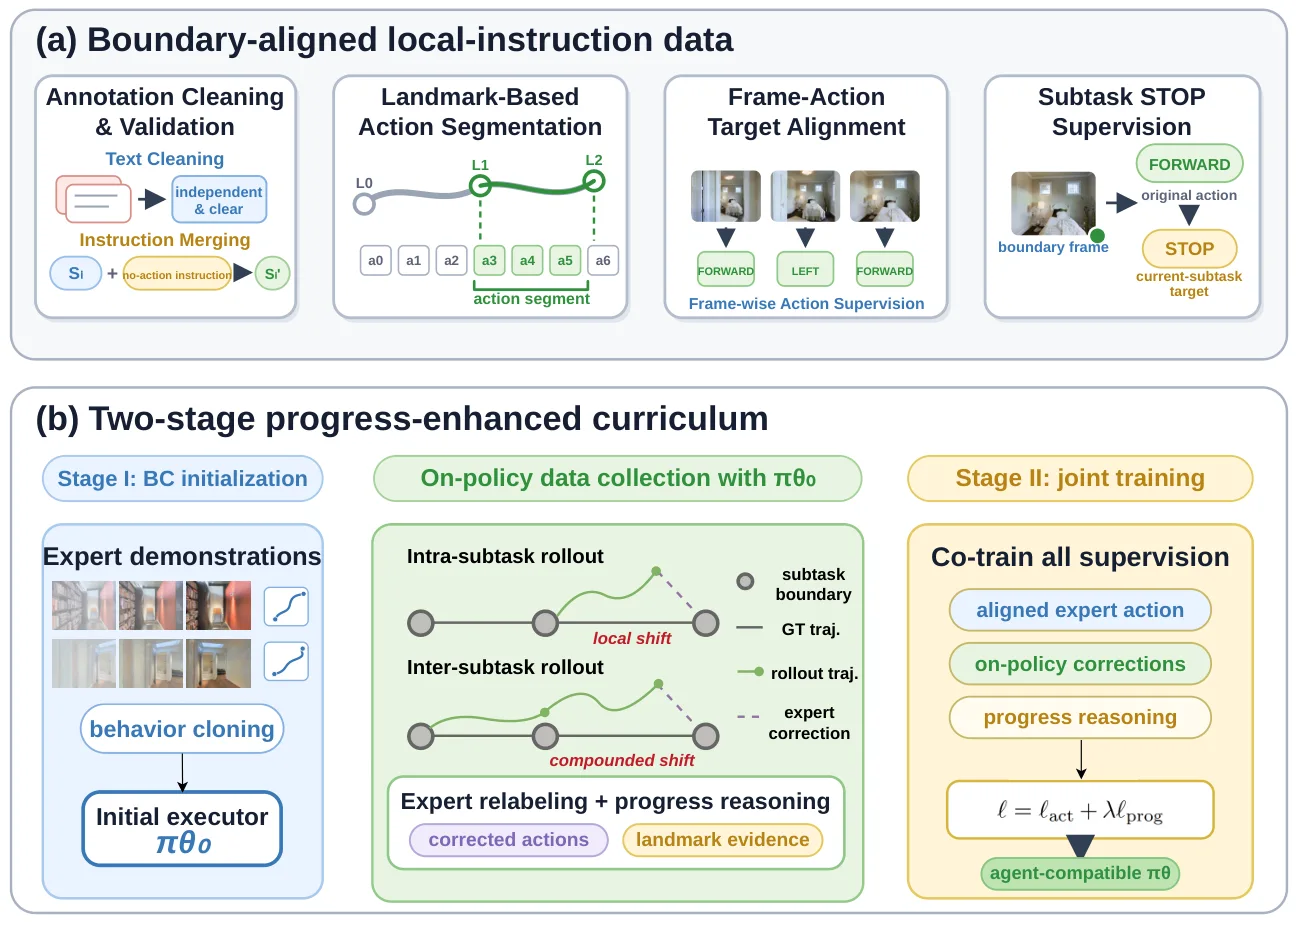 (a) Boundary-aligned local-instruction data
Annotation Cleaning
& Validation
Text Cleaning
independent
& clear
Instruction Merging
Sₗ + no-action instruction Sₗ'
Landmark-Based
Action Segmentation
L0
L1
L2
a0 a1 a2 a3 a4 a5 a6
action segment
Frame-Action
Target Alignment
FORWARD LEFT FORWARD
Frame-wise Action Supervision
Subtask STOP
Supervision
FORWARD
original action
boundary frame
STOP
current-subtask
target
(b) Two-stage progress-enhanced curriculum
Stage I: BC initialization
Expert demonstrations
behavior cloning
Initial executor
πθ₀
On-policy data collection with πθ₀
Intra-subtask rollout
local shift
Inter-subtask rollout
compounded shift
subtask
boundary
GT traj.
rollout traj.
expert
correction
Expert relabeling + progress reasoning
corrected actions
landmark evidence
Stage II: joint training
Co-train all supervision
aligned expert action
on-policy corrections
progress reasoning
ℓ = ℓ_act + λℓ_prog
agent-compatible πθ